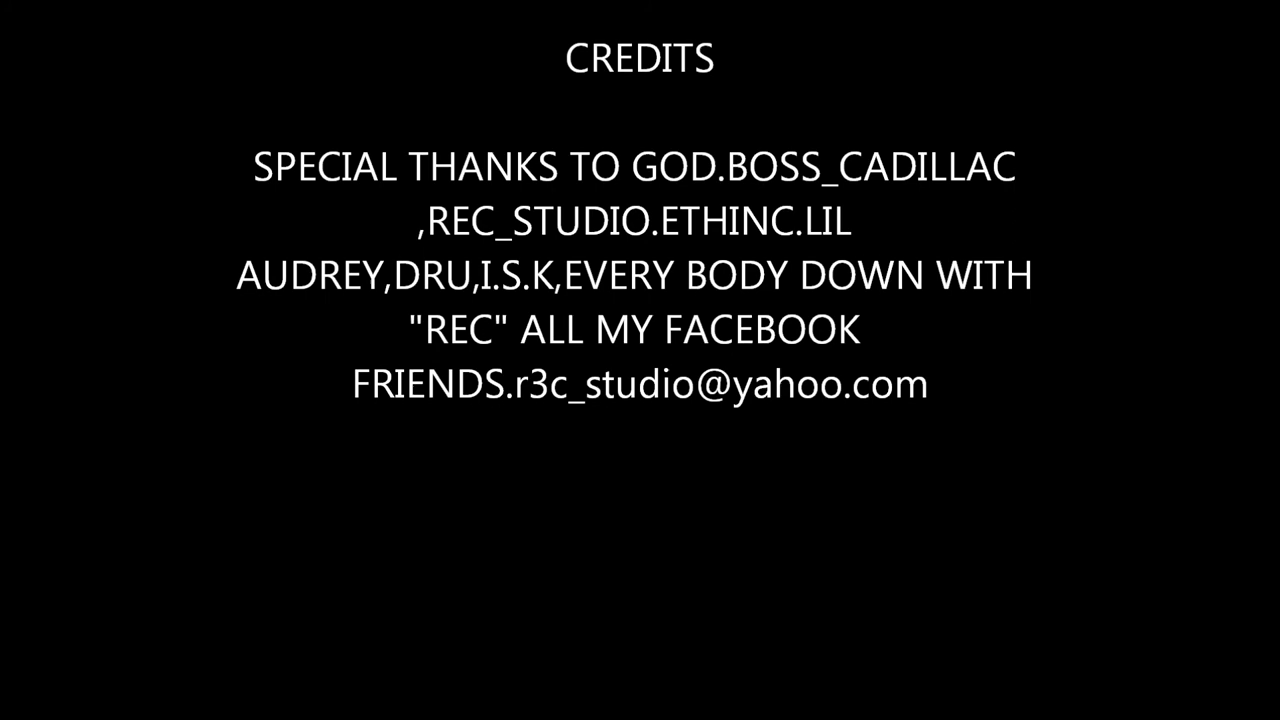 CREDITS
SPECIAL THANKS TO GOD.BOSS_CADILLAC
,REC_STUDIO.ETHINC.LIL
AUDREY,DRU,I.S.K,EVERY BODY DOWN WITH
"REC" ALL MY FACEBOOK
FRIENDS.r3c_studio@yahoo.com